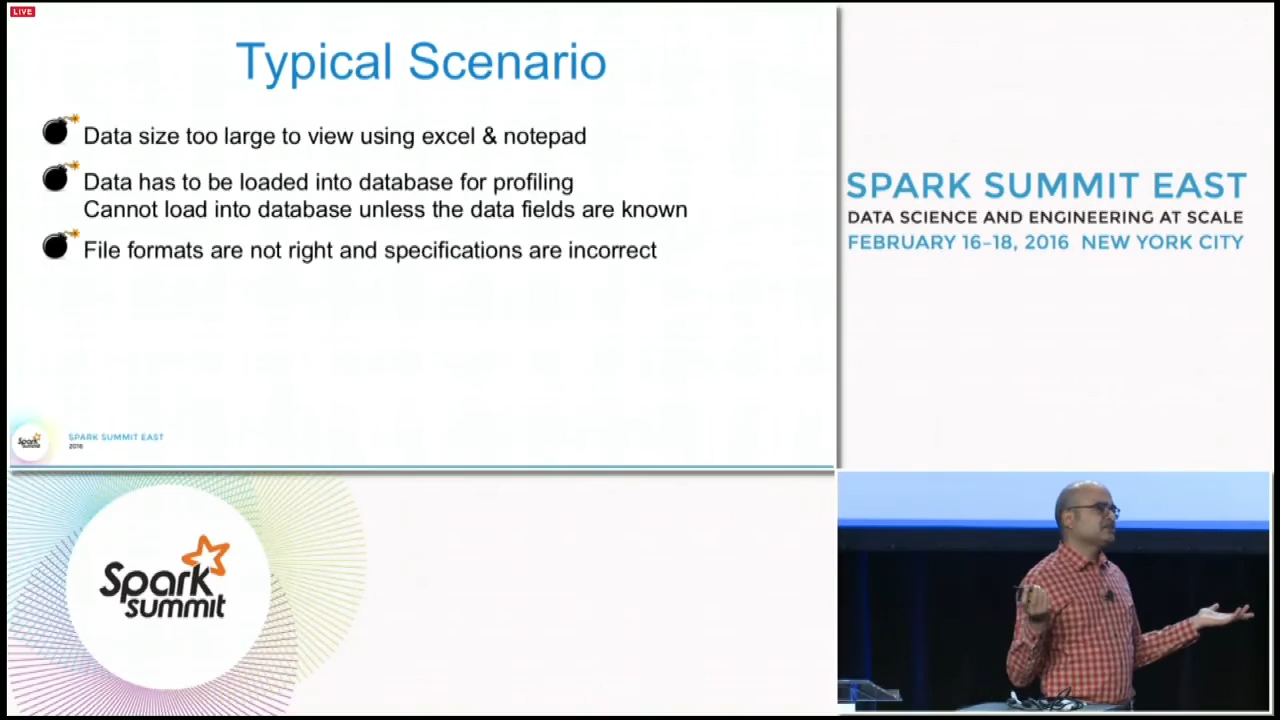 LIVE
Typical Scenario
Data size too large to view using excel & notepad
Data has to be loaded into database for profiling
Cannot load into database unless the data fields are known
File formats are not right and specifications are incorrect
Spark
summit
SPARK SUMMIT EAST
2016
SPARK SUMMIT EAST
DATA SCIENCE AND ENGINEERING AT SCALE
FEBRUARY 16–18, 2016 NEW YORK CITY
Spark
summit